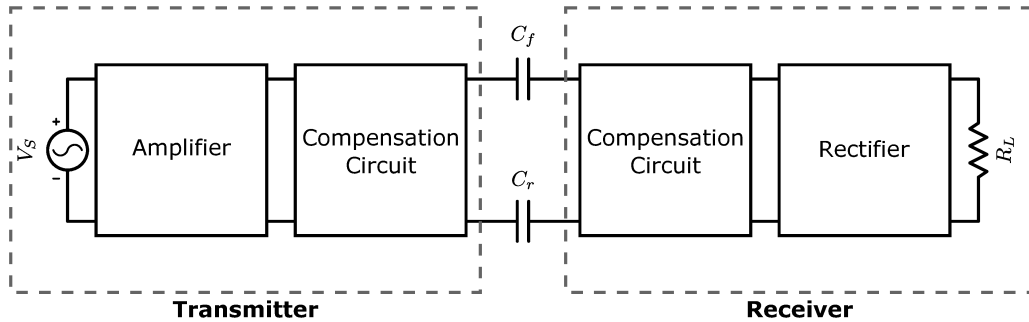 C_f
+
V_S
-
Amplifier
Compensation
Circuit
Compensation
Circuit
Rectifier
R_L
C_r
Transmitter
Receiver